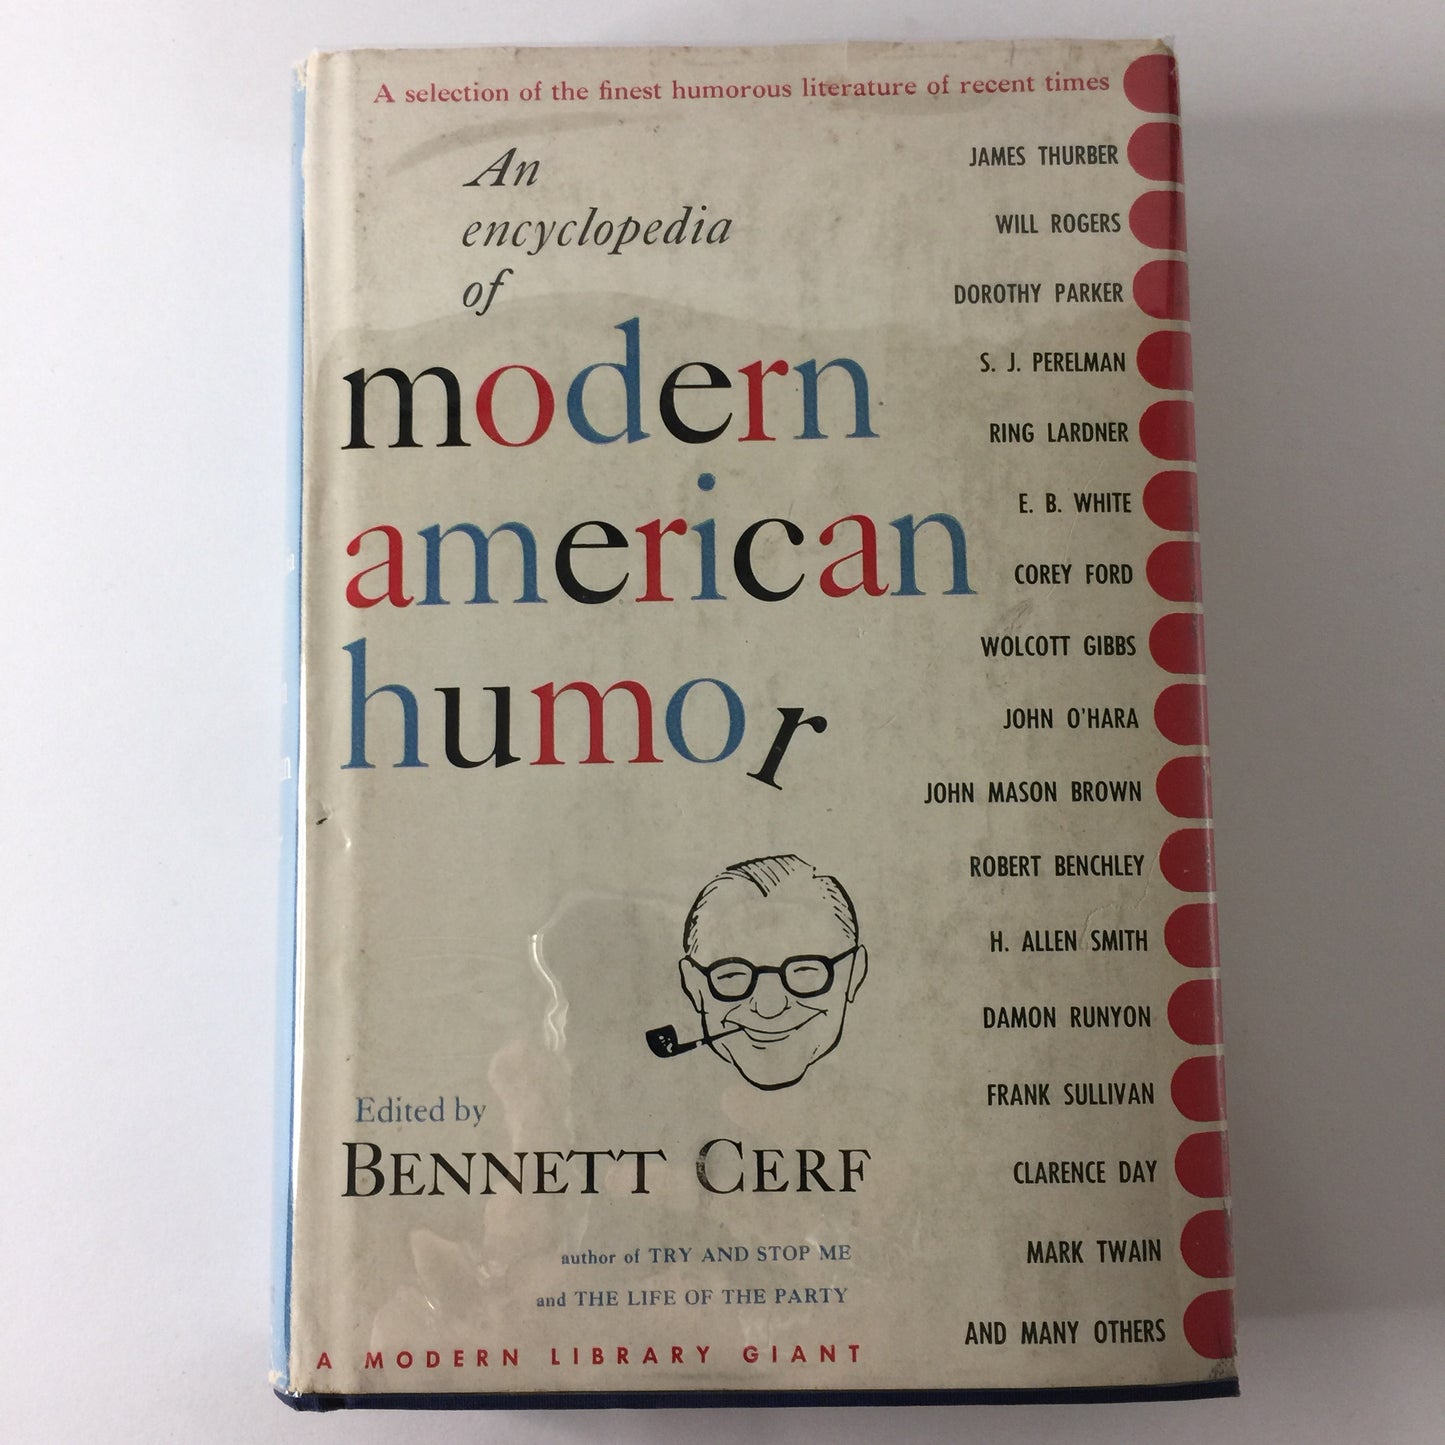 A selection of the finest humorous literature of recent times
An
encyclopedia
of
modern
american
humor
JAMES THURBER
WILL ROGERS
DOROTHY PARKER
S. J. PERELMAN
RING LARDNER
E. B. WHITE
COREY FORD
WOLCOTT GIBBS
JOHN O'HARA
JOHN MASON BROWN
ROBERT BENCHLEY
H. ALLEN SMITH
DAMON RUNYON
FRANK SULLIVAN
CLARENCE DAY
MARK TWAIN
AND MANY OTHERS
Edited by
BENNETT CERF
author of TRY AND STOP ME
and THE LIFE OF THE PARTY
A MODERN LIBRARY GIANT